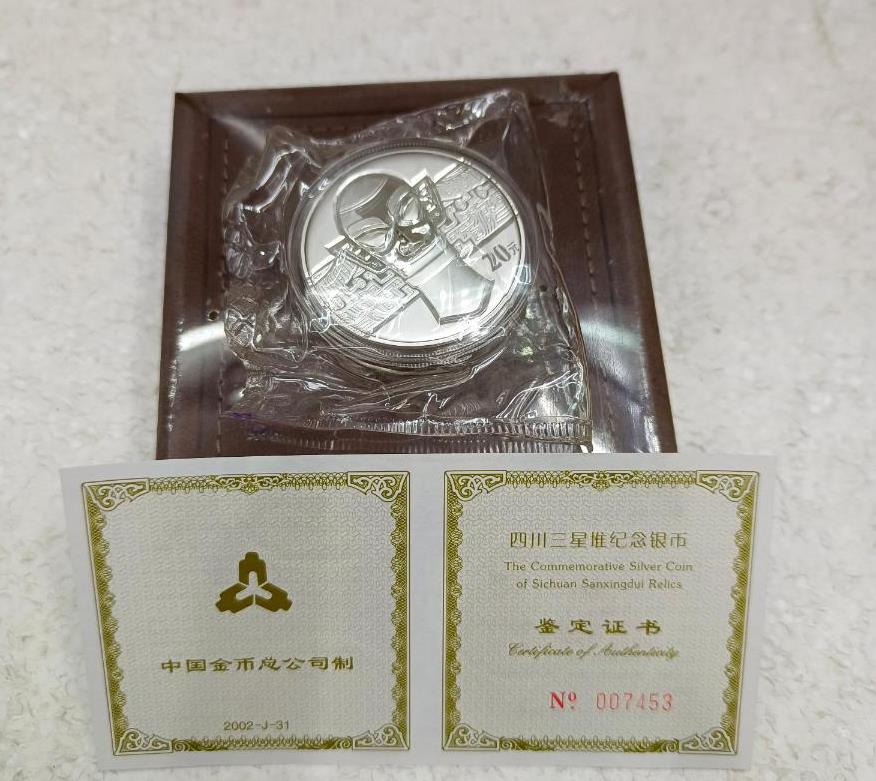 20元
中国金币总公司制
2002-J-31
四川三星堆纪念银币
The Commemorative Silver Coin
of Sichuan Sanxingdui Relics
鉴定证书
Certificate of Authenticity
Nº 007453